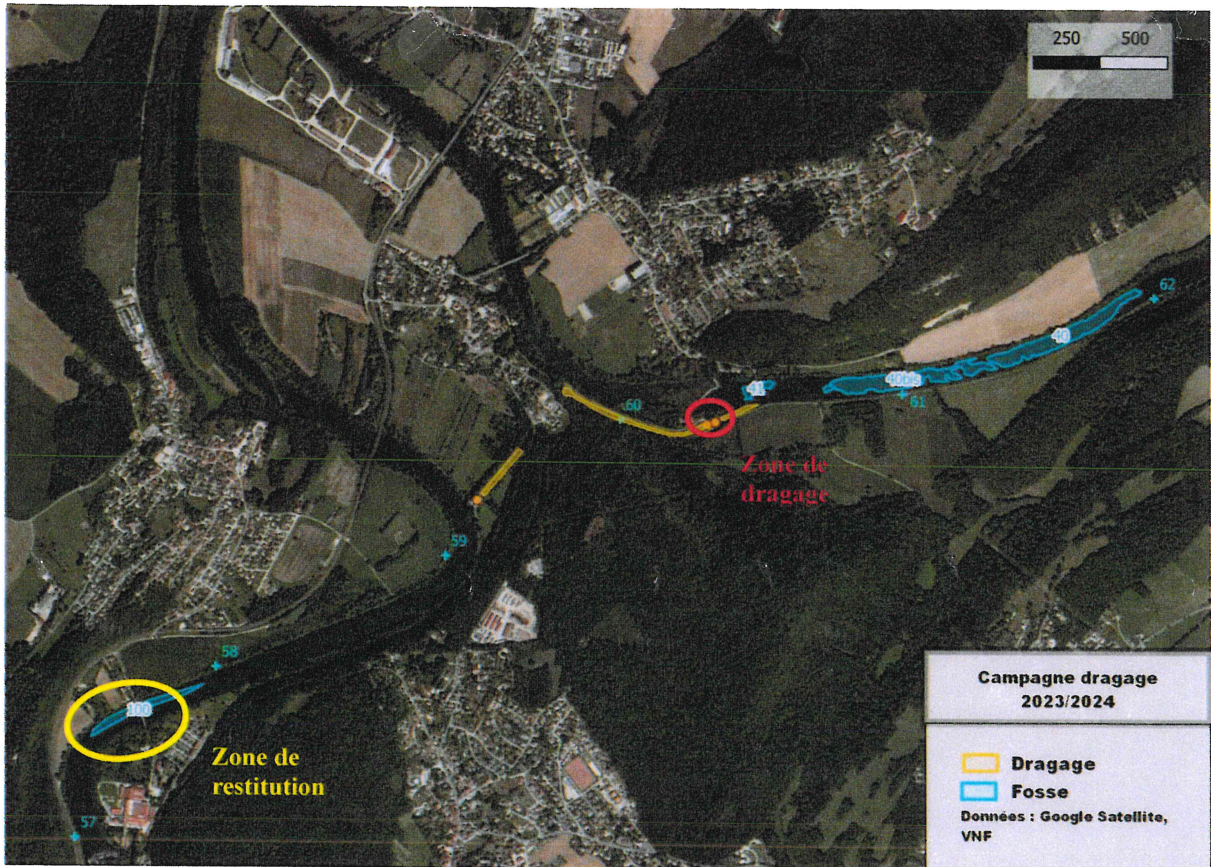 250 500
62
40
40bis
41
61
60
Zone de
dragage
59
58
100
Zone de
restitution
57
Campagne dragage
2023/2024
Dragage
Fosse
Données : Google Satellite,
VNF